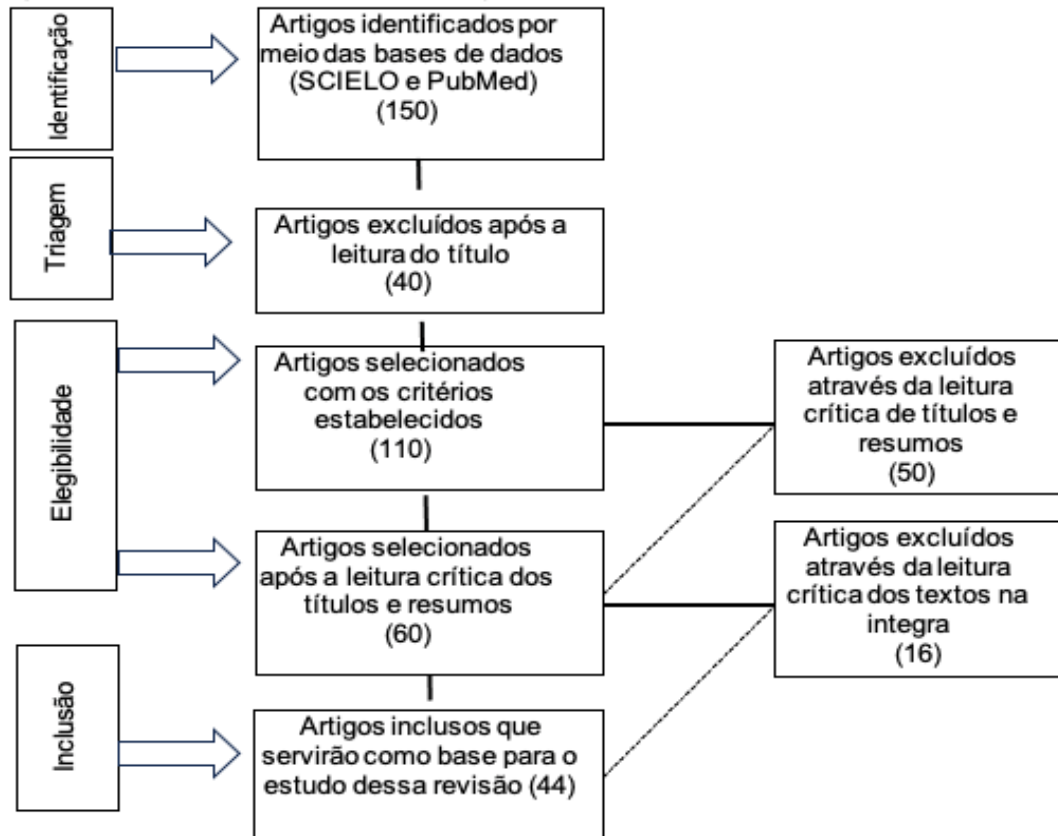 Identificação
Artigos identificados por
meio das bases de dados
(SCIELO e PubMed)
(150)
Triagem
Artigos excluídos após a
leitura do título
(40)
Elegibilidade
Artigos selecionados
com os critérios
estabelecidos
(110)
Artigos excluídos
através da leitura
crítica de títulos e
resumos
(50)
Artigos selecionados
após a leitura crítica dos
títulos e resumos
(60)
Artigos excluídos
através da leitura
crítica dos textos na
integra
(16)
Inclusão
Artigos inclusos que
servirão como base para o
estudo dessa revisão (44)